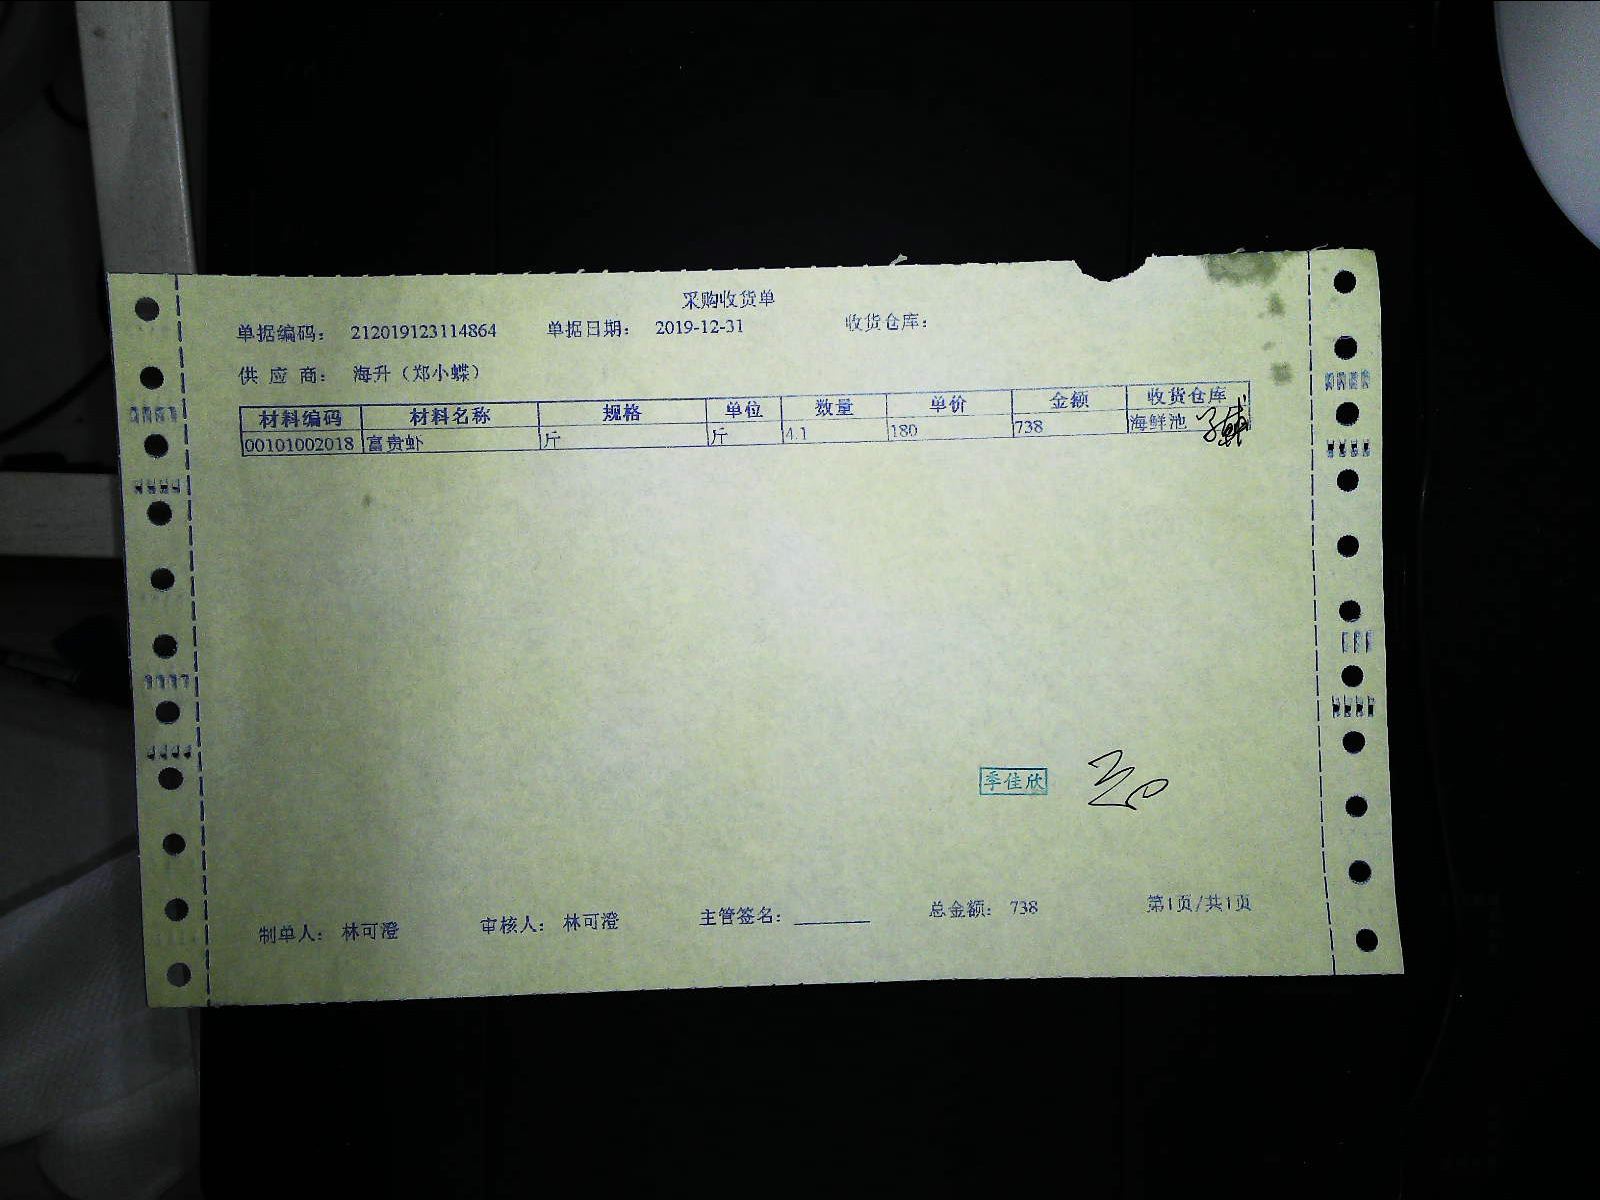 采购收货单
单据编码： 212019123114864 单据日期： 2019-12-31 收货仓库：
供 应 商： 海升（郑小蝶）
材料编码 材料名称 规格 单位 数量 单价 金额 收货仓库
00101002018 富贵虾 斤 斤 4.1 180 738 海鲜池
季佳欣
制单人： 林可澄 审核人： 林可澄 主管签名： 总金额： 738 第1页/共1页